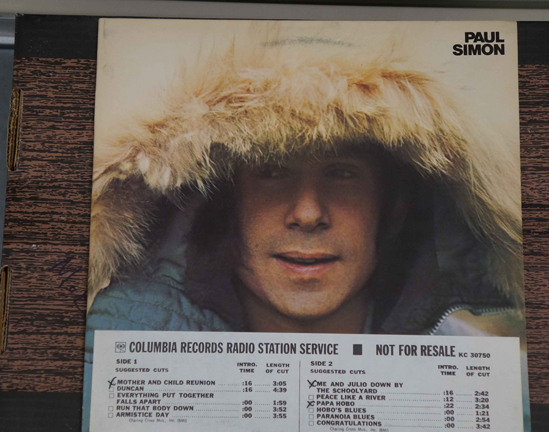 PAUL
SIMON
COLUMBIA RECORDS RADIO STATION SERVICE NOT FOR RESALE KC 30750
SIDE 1
SUGGESTED CUTS INTRO. TIME LENGTH OF CUT
MOTHER AND CHILD REUNION :16 3:05
DUNCAN :16 4:39
EVERYTHING PUT TOGETHER
FALLS APART :00 1:59
RUN THAT BODY DOWN :00 3:52
ARMISTICE DAY :00 3:55
SIDE 2
SUGGESTED CUTS INTRO. TIME LENGTH OF CUT
ME AND JULIO DOWN BY
THE SCHOOLYARD :16 2:42
PEACE LIKE A RIVER :12 3:20
PAPA HOBO :22 2:34
HOBO'S BLUES :00 1:21
PARANOIA BLUES :00 2:54
CONGRATULATIONS :00 3:42